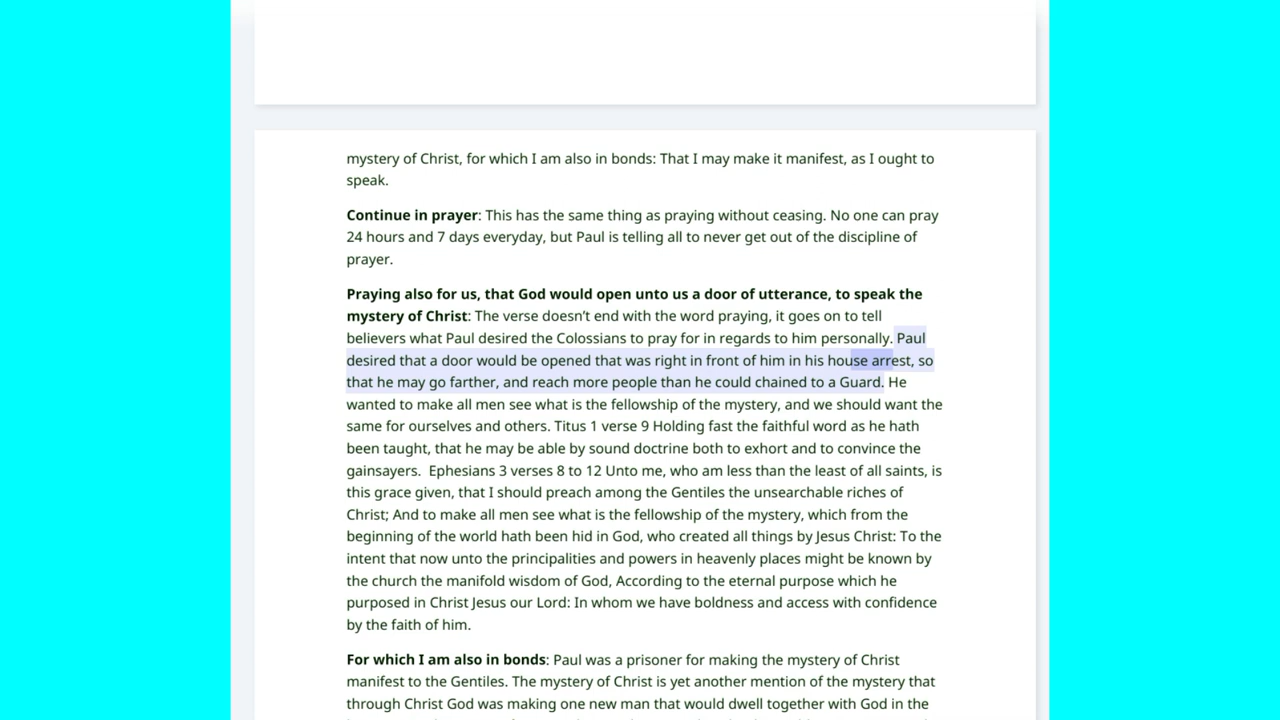 mystery of Christ, for which I am also in bonds: That I may make it manifest, as I ought to
speak.
Continue in prayer: This has the same thing as praying without ceasing. No one can pray
24 hours and 7 days everyday, but Paul is telling all to never get out of the discipline of
prayer.
Praying also for us, that God would open unto us a door of utterance, to speak the
mystery of Christ: The verse doesn’t end with the word praying, it goes on to tell
believers what Paul desired the Colossians to pray for in regards to him personally. Paul
desired that a door would be opened that was right in front of him in his house arrest, so
that he may go farther, and reach more people than he could chained to a Guard. He
wanted to make all men see what is the fellowship of the mystery, and we should want the
same for ourselves and others. Titus 1 verse 9 Holding fast the faithful word as he hath
been taught, that he may be able by sound doctrine both to exhort and to convince the
gainsayers.  Ephesians 3 verses 8 to 12 Unto me, who am less than the least of all saints, is
this grace given, that I should preach among the Gentiles the unsearchable riches of
Christ; And to make all men see what is the fellowship of the mystery, which from the
beginning of the world hath been hid in God, who created all things by Jesus Christ: To the
intent that now unto the principalities and powers in heavenly places might be known by
the church the manifold wisdom of God, According to the eternal purpose which he
purposed in Christ Jesus our Lord: In whom we have boldness and access with confidence
by the faith of him.
For which I am also in bonds: Paul was a prisoner for making the mystery of Christ
manifest to the Gentiles. The mystery of Christ is yet another mention of the mystery that
through Christ God was making one new man that would dwell together with God in the